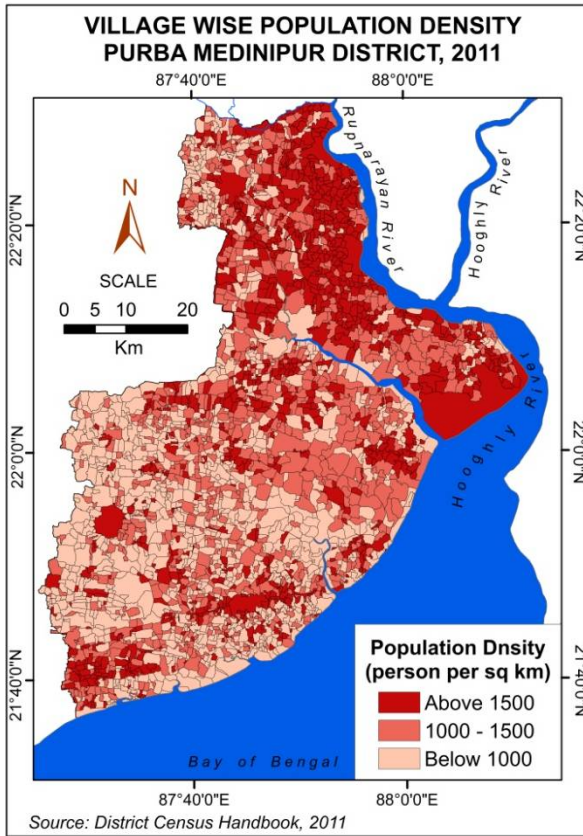 VILLAGE WISE POPULATION DENSITY
PURBA MEDINIPUR DISTRICT, 2011
87°40'0"E
88°0'0"E
Rupnarayan River
Hooghly River
N
22°20'0"N
22°20'0"N
SCALE
0 5 10 20
Km
22°0'0"N
22°0'0"N
Hooghly River
Population Dnsity
(person per sq km)
Above 1500
1000 - 1500
Below 1000
21°40'0"N
21°40'0"N
Bay of Bengal
87°40'0"E
88°0'0"E
Source: District Census Handbook, 2011